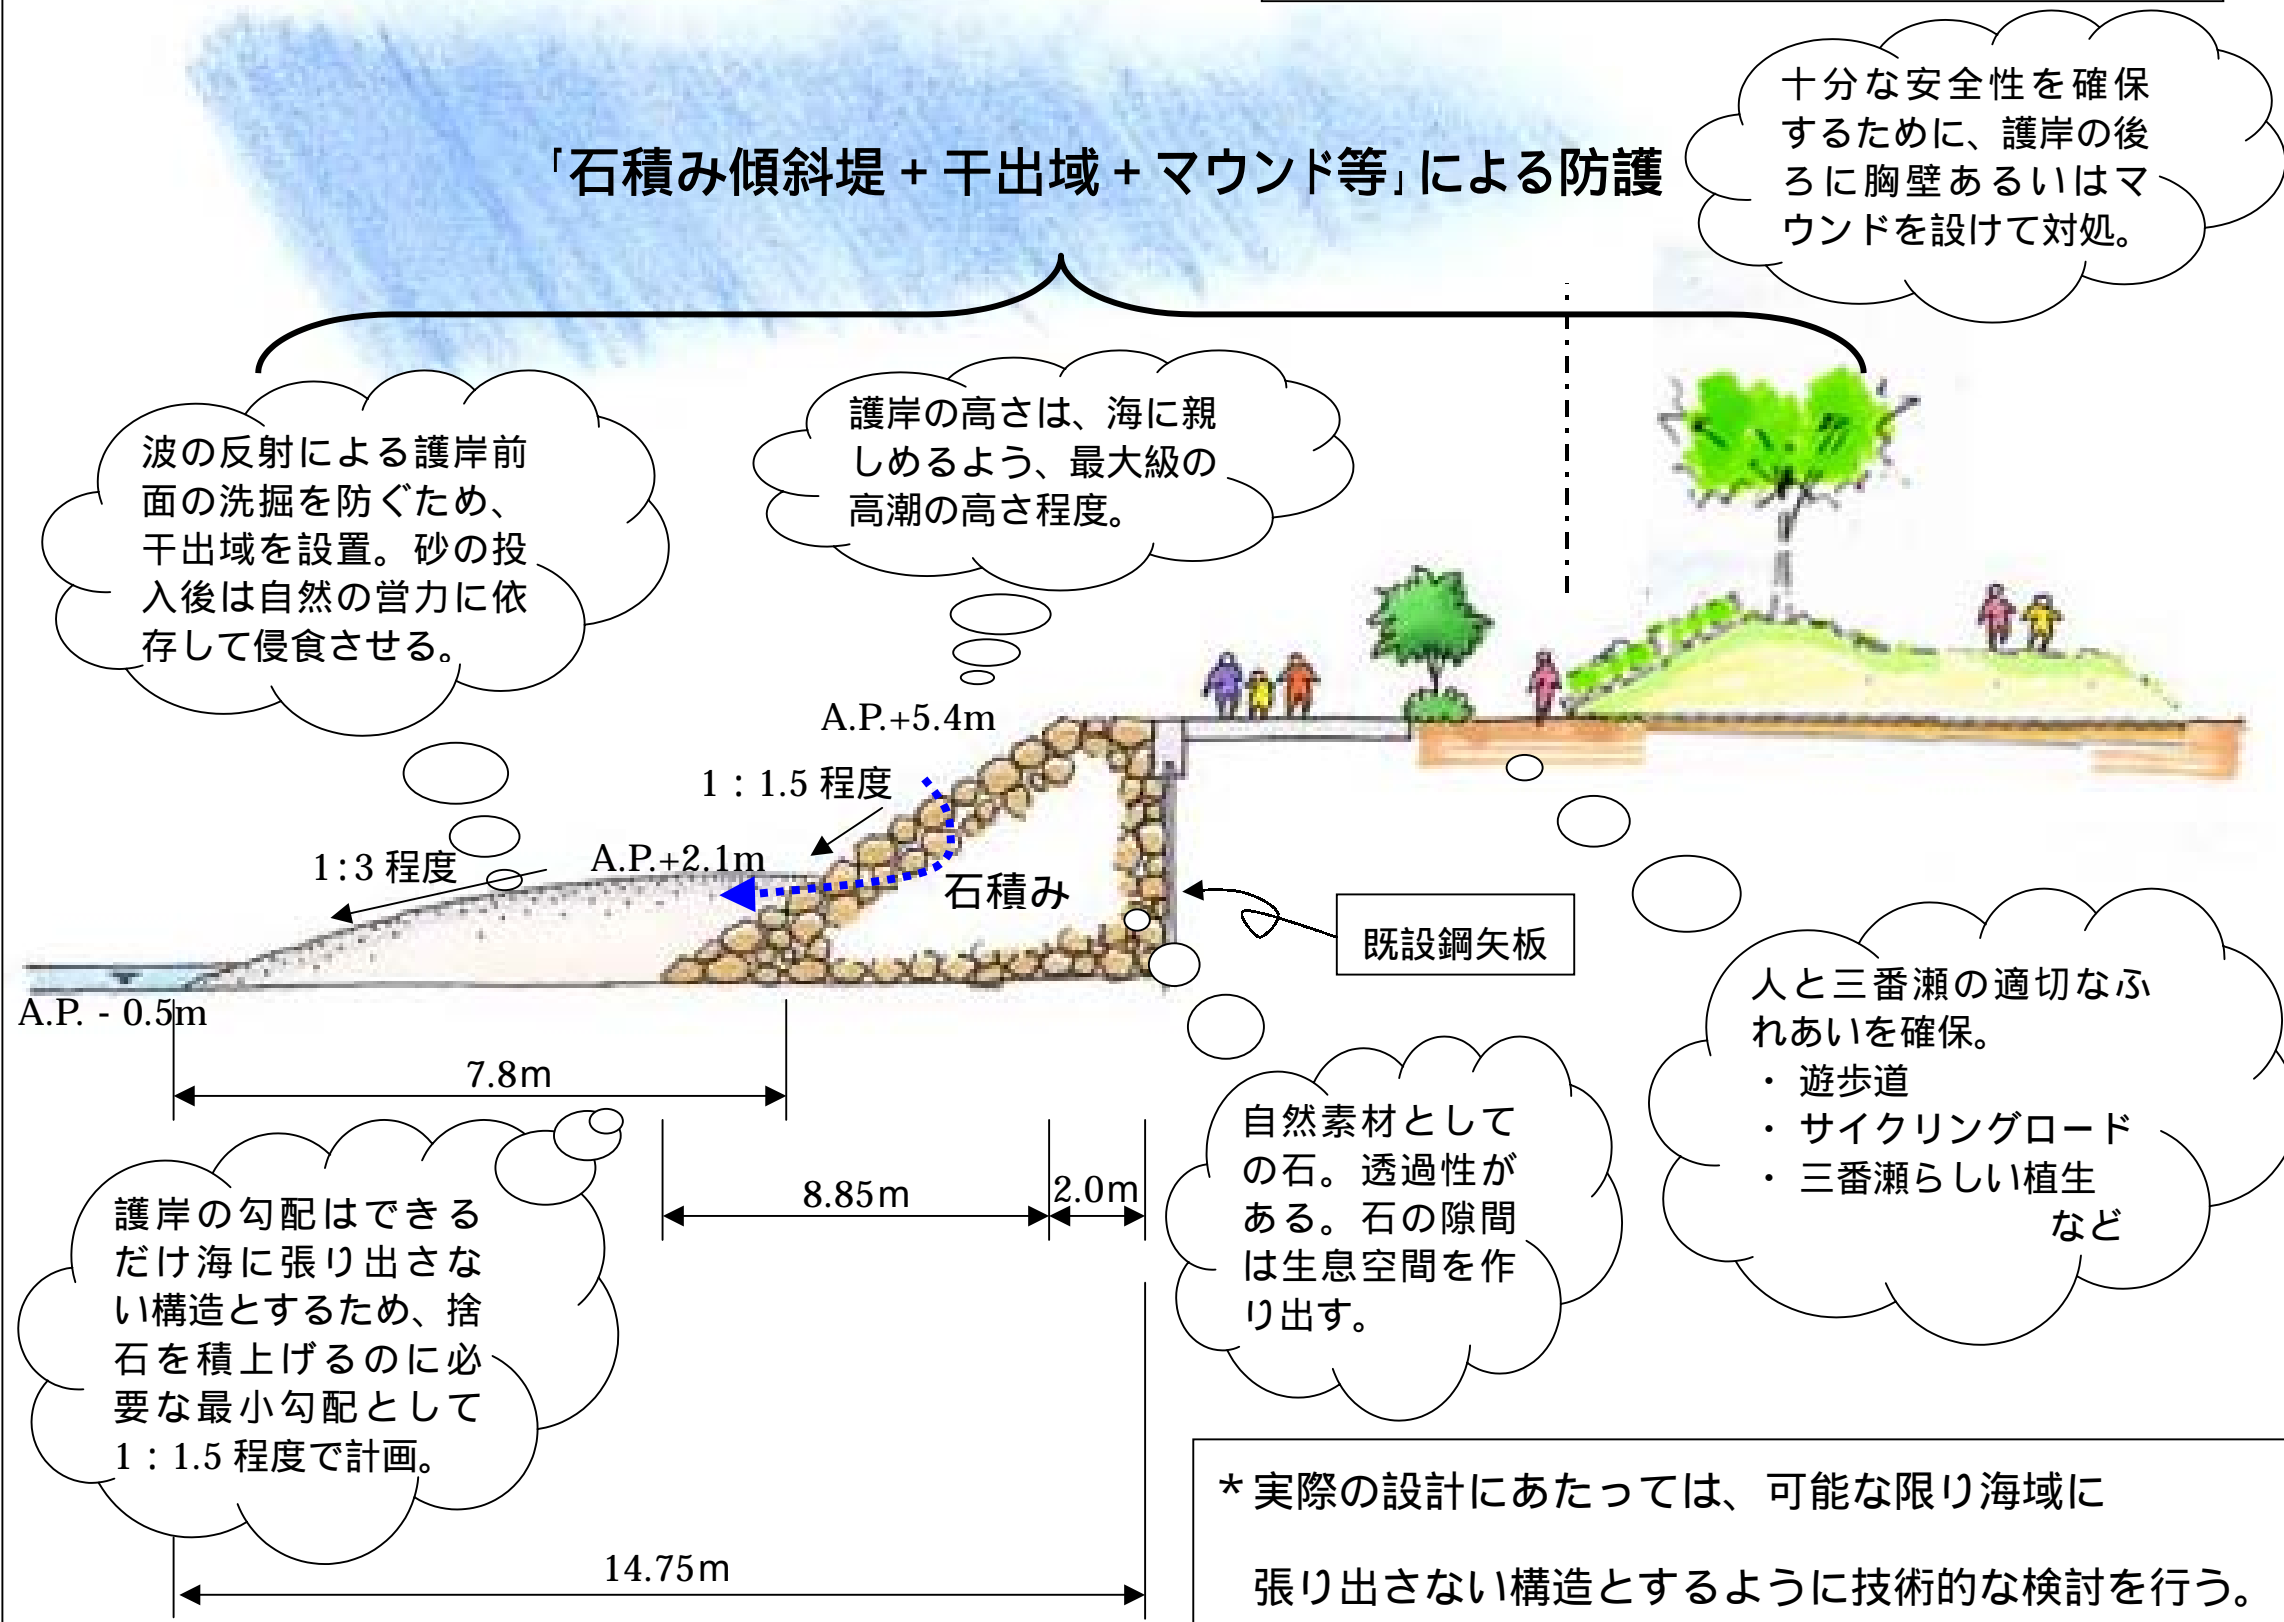 「石積み傾斜堤 + 干出域 + マウンド等」による防護
十分な安全性を確保
するために、護岸の後
ろに胸壁あるいはマ
ウンドを設けて対処。
波の反射による護岸前
面の洗掘を防ぐため、
干出域を設置。砂の投
入後は自然の営力に依
存して侵食させる。
護岸の高さは、海に親
しめるよう、最大級の
高潮の高さ程度。
A.P.+5.4m
1：1.5 程度
A.P.+2.1m
1：3 程度
石積み
既設鋼矢板
A.P. - 0.5m
7.8m
8.85m
2.0m
人と三番瀬の適切なふ
れあいを確保。
・ 遊歩道
・ サイクリングロード
・ 三番瀬らしい植生
など
自然素材として
の石。透過性が
ある。石の隙間
は生息空間を作
り出す。
護岸の勾配はできる
だけ海に張り出さな
い構造とするため、捨
石を積上げるのに必
要な最小勾配として
1：1.5 程度で計画。
14.75m
＊実際の設計にあたっては、可能な限り海域に
張り出さない構造とするように技術的な検討を行う。